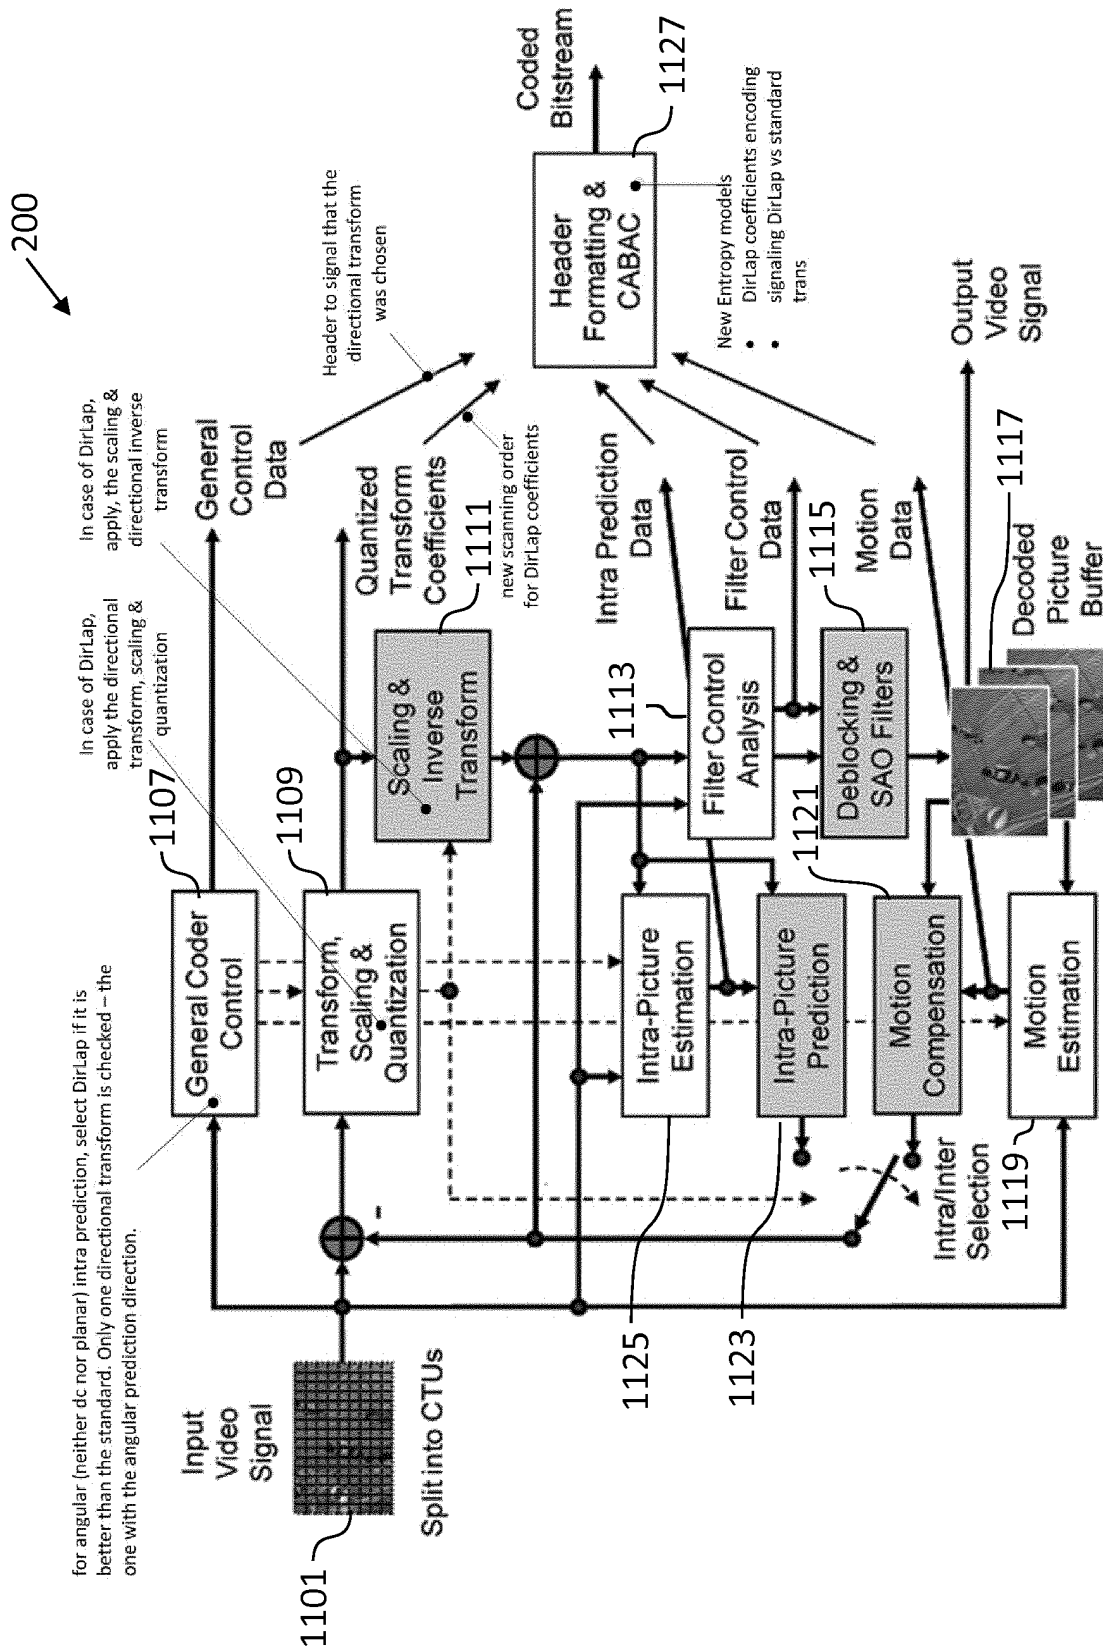 200
for angular (neither dc nor planar) intra prediction, select DirLap if it is
better than the standard. Only one directional transform is checked – the
one with the angular prediction direction.
In case of DirLap,
apply the directional
transform, scaling &
quantization
In case of DirLap,
apply, the scaling &
directional inverse
transform
Header to signal that the
directional transform
was chosen
Input
Video
Signal
1101
Split into CTUs
1107
General Coder
Control
General
Control
Data
1109
Transform,
Scaling &
Quantization
Quantized
Transform
Coefficients
1111
Scaling &
Inverse
Transform
new scanning order
for DirLap coefficients
Header
Formatting &
CABAC
Coded
Bitstream
1127
New Entropy models
• DirLap coefficients encoding
• signaling DirLap vs standard
trans
-
1125
Intra-Picture
Estimation
1113
Filter Control
Analysis
Intra Prediction
Data
1123
Intra-Picture
Prediction
Filter Control
Data
1115
Deblocking &
SAO Filters
1121
Motion
Compensation
Motion
Data
Intra/Inter
Selection
1119
Motion
Estimation
1117
Decoded
Picture
Buffer
Output
Video
Signal